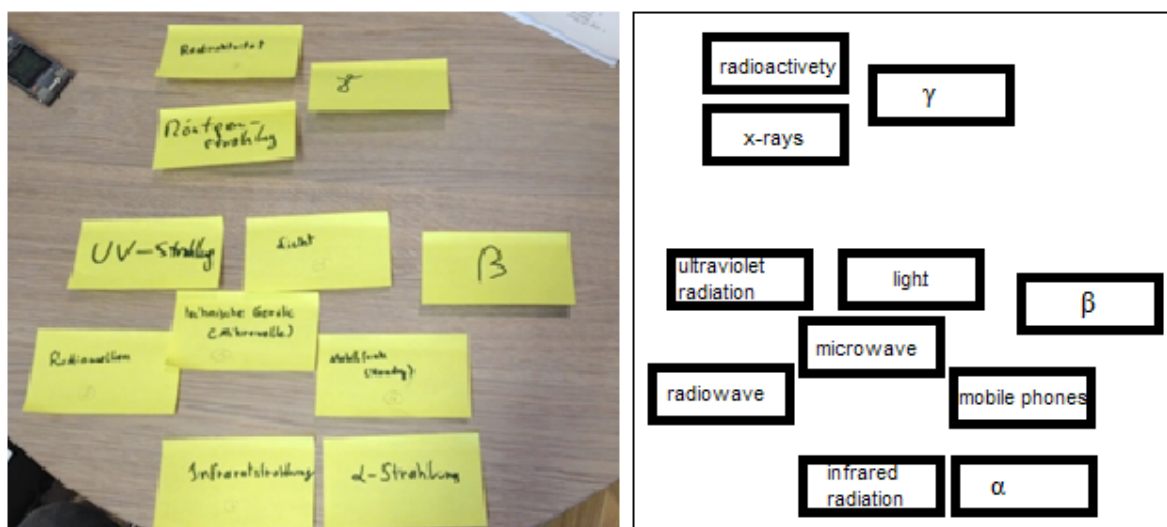 Radioaktivität
γ
Röntgen-
strahlung
UV-Strahlung
Licht
β
technische Geräte
(Mikrowelle)
Radiowellen
Mobilfunk
(Handy)
Infrarotstrahlung
α-Strahlung
radioactivety
γ
x-rays
ultraviolet
radiation
light
β
microwave
radiowave
mobile phones
infrared
radiation
α